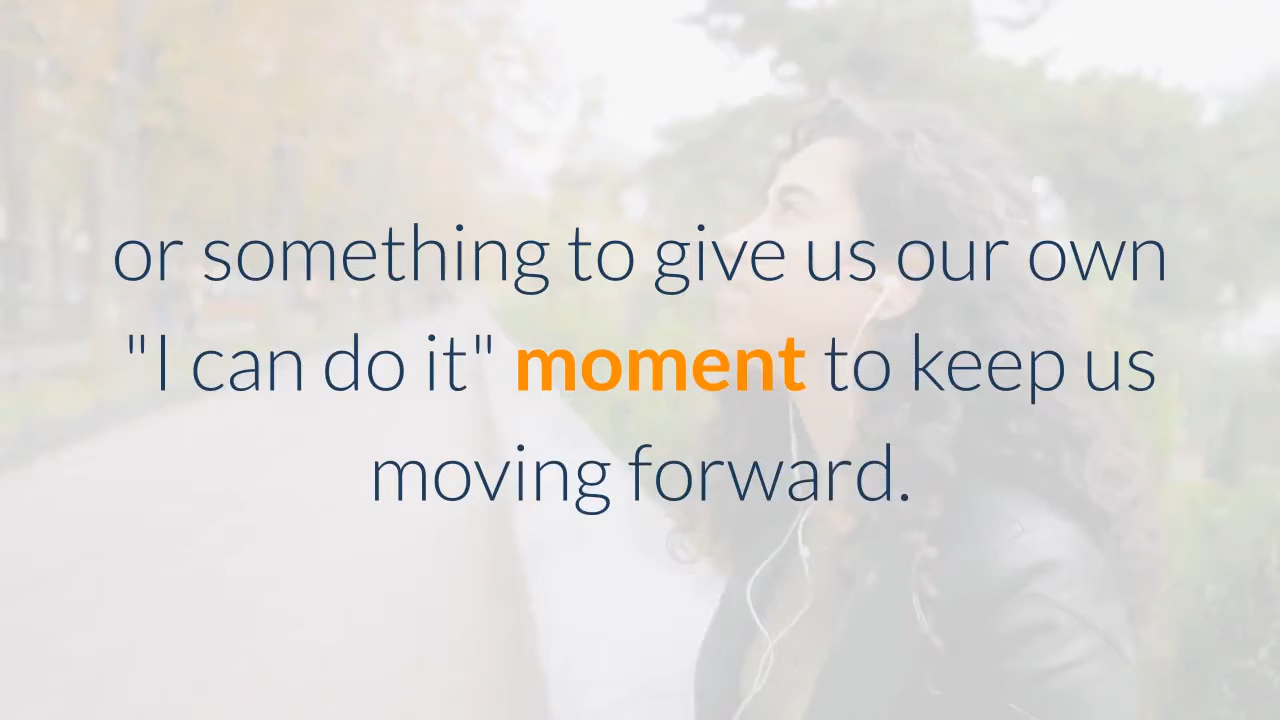 or something to give us our own
"I can do it" moment to keep us
moving forward.